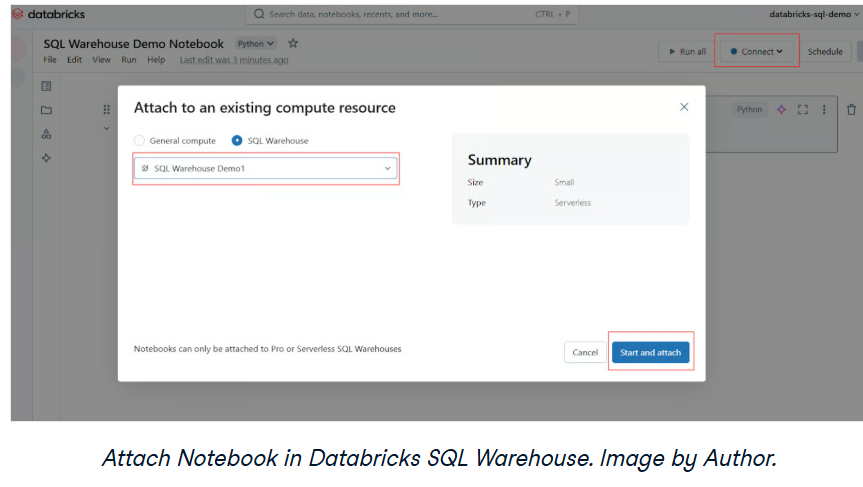 databricks
Search data, notebooks, recents, and more...
CTRL + P
databricks-sql-demo
SQL Warehouse Demo Notebook
Python
File Edit View Run Help Last edit was 3 minutes ago
Run all
Connect
Schedule
Python
Attach to an existing compute resource
General compute
SQL Warehouse
SQL Warehouse Demo1
Summary
Size Small
Type Serverless
Notebooks can only be attached to Pro or Serverless SQL Warehouses
Cancel
Start and attach
Attach Notebook in Databricks SQL Warehouse. Image by Author.